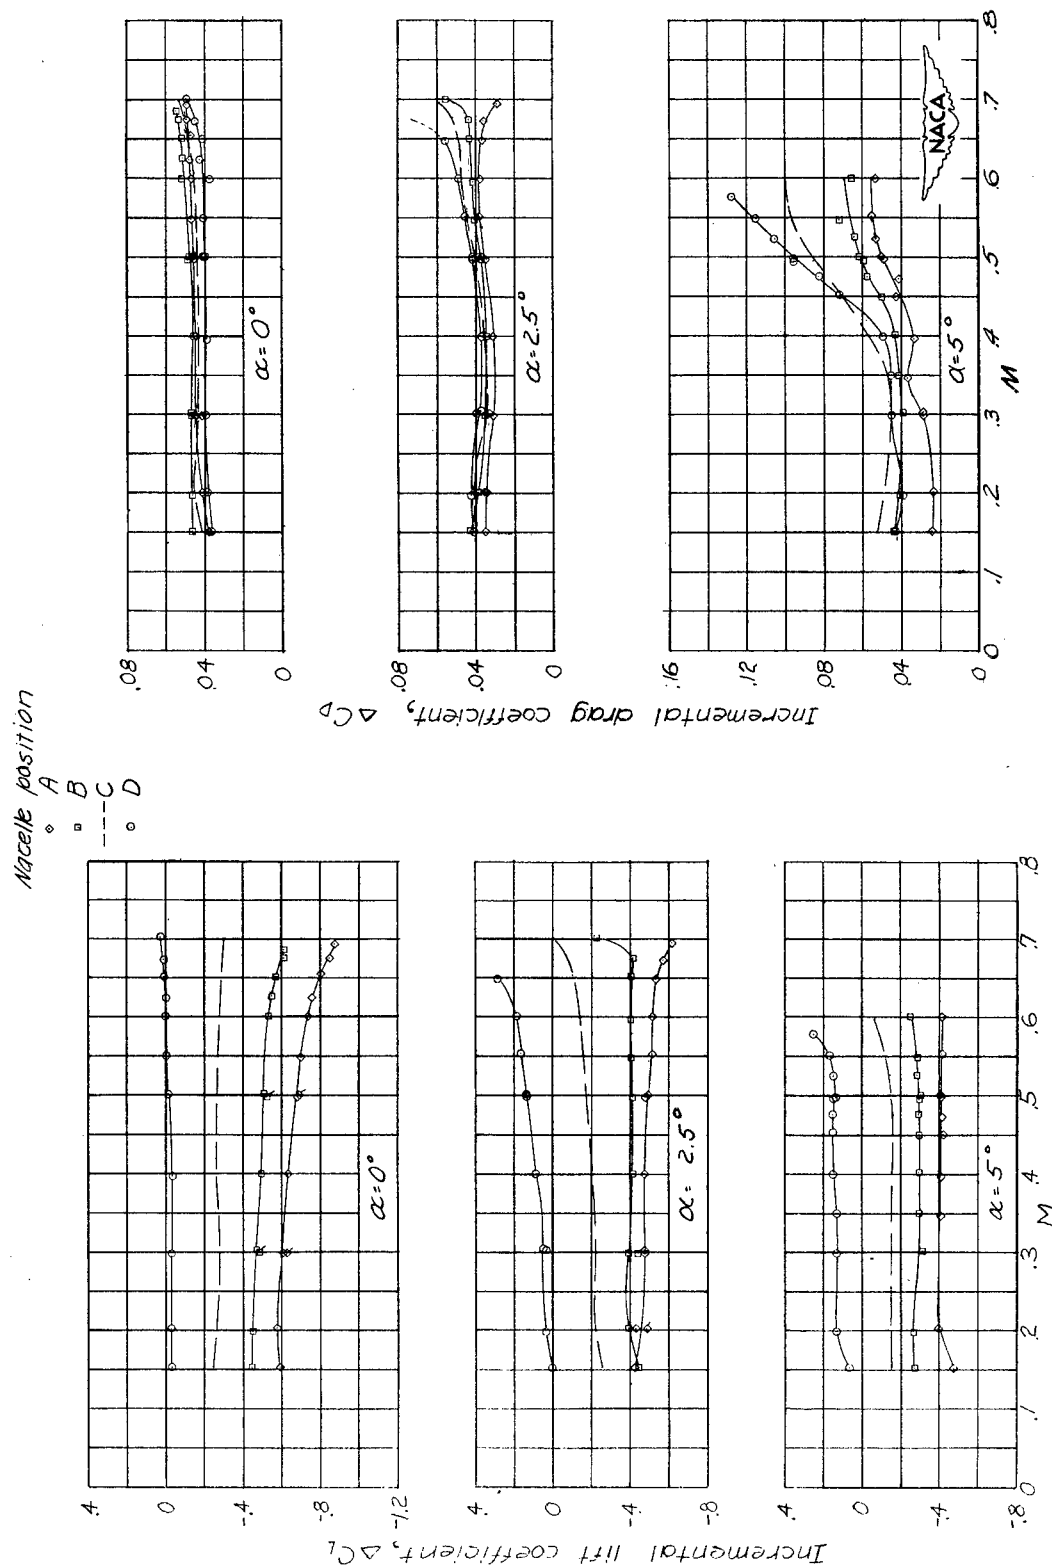 Nacelle position
A
B
C
D
Incremental lift coefficient, ΔC_L
.4
0
-.4
-.8
-1.2
α=0°
.4
0
-.4
-.8
α= 2.5°
.4
0
-.4
-.8
α=5°
0 .1 .2 .3 .4 .5 .6 .7 .8
M
Incremental drag coefficient, ΔC_D
.08
.04
0
α=0°
.08
.04
0
α=2.5°
.16
.12
.08
.04
0
α=5°
0 .1 .2 .3 .4 .5 .6 .7 .8
M
NACA